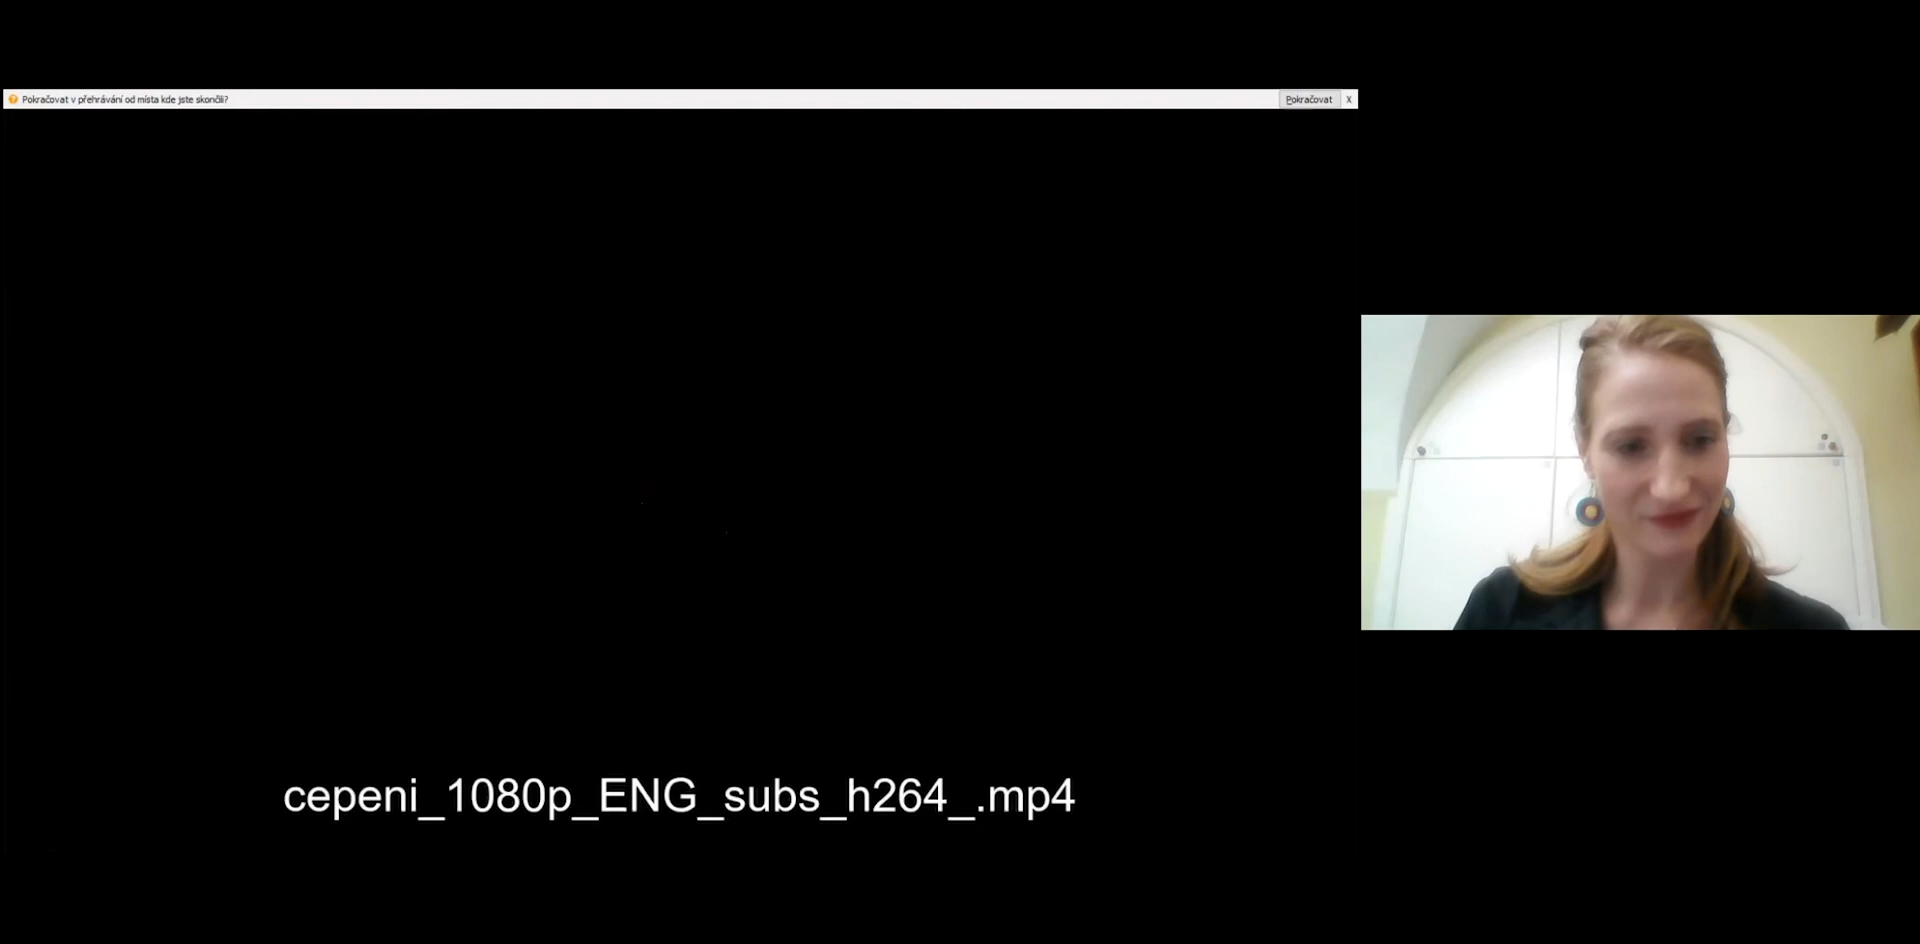 Pokračovat v přehrávání od místa kde jste skončili?
Pokračovat X
cepeni_1080p_ENG_subs_h264_.mp4